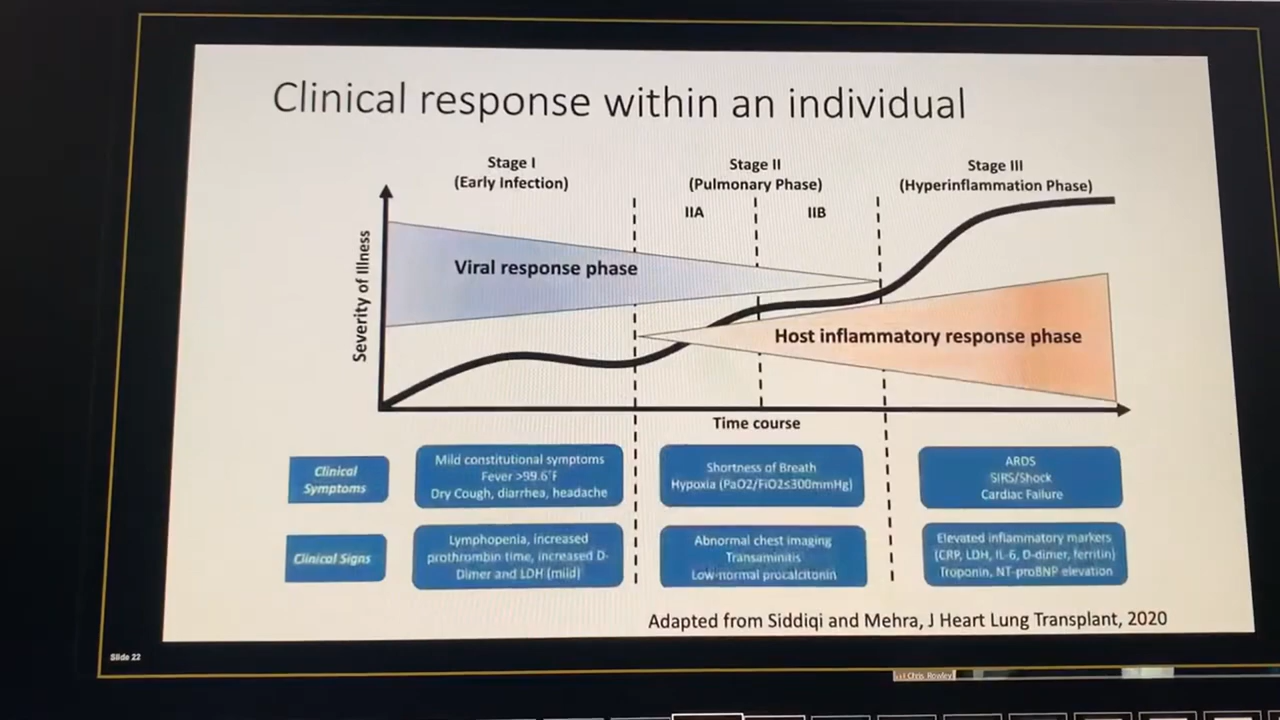 Clinical response within an individual
Stage I
(Early Infection)
Stage II
(Pulmonary Phase)
Stage III
(Hyperinflammation Phase)
IIA
IIB
Severity of Illness
Viral response phase
Host inflammatory response phase
Time course
Clinical
Symptoms
Mild constitutional symptoms
Fever >99.6°F
Dry Cough, diarrhea, headache
Shortness of Breath
Hypoxia (PaO2/FiO2≤300mmHg)
ARDS
SIRS/Shock
Cardiac Failure
Clinical Signs
Lymphopenia, increased
prothrombin time, increased D-
Dimer and LDH (mild)
Abnormal chest imaging
Transaminitis
Low-normal procalcitonin
Elevated inflammatory markers
(CRP, LDH, IL-6, D-dimer, ferritin)
Troponin, NT-proBNP elevation
Adapted from Siddiqi and Mehra, J Heart Lung Transplant, 2020
Slide 22
Chris Rowley